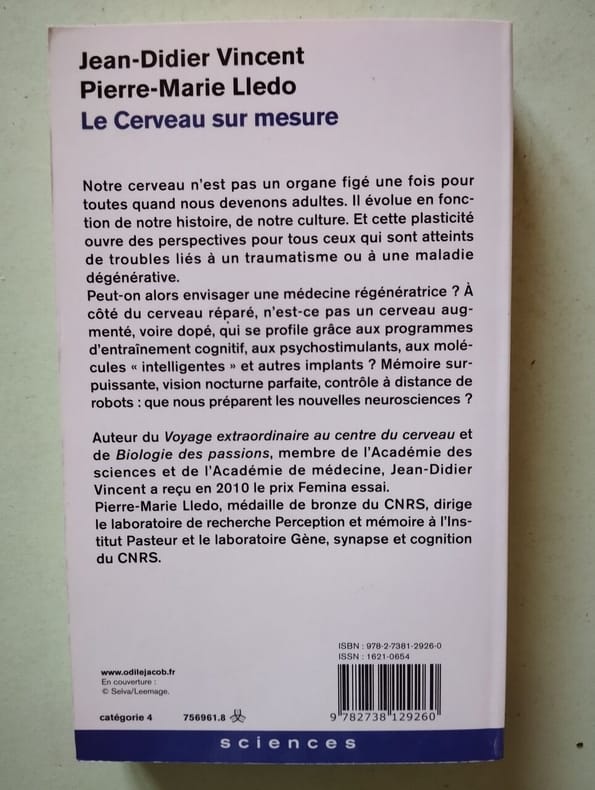 Jean-Didier Vincent
Pierre-Marie Lledo
Le Cerveau sur mesure
Notre cerveau n'est pas un organe figé une fois pour
toutes quand nous devenons adultes. Il évolue en fonc-
tion de notre histoire, de notre culture. Et cette plasticité
ouvre des perspectives pour tous ceux qui sont atteints
de troubles liés à un traumatisme ou à une maladie
dégénérative.
Peut-on alors envisager une médecine régénératrice ? À
côté du cerveau réparé, n'est-ce pas un cerveau aug-
menté, voire dopé, qui se profile grâce aux programmes
d'entraînement cognitif, aux psychostimulants, aux molé-
cules « intelligentes » et autres implants ? Mémoire sur-
puissante, vision nocturne parfaite, contrôle à distance de
robots : que nous préparent les nouvelles neurosciences ?
Auteur du Voyage extraordinaire au centre du cerveau et
de Biologie des passions, membre de l'Académie des
sciences et de l'Académie de médecine, Jean-Didier
Vincent a reçu en 2010 le prix Femina essai.
Pierre-Marie Lledo, médaille de bronze du CNRS, dirige
le laboratoire de recherche Perception et mémoire à l'Ins-
titut Pasteur et le laboratoire Gène, synapse et cognition
du CNRS.
ISBN : 978-2-7381-2926-0
ISSN : 1621-0654
www.odilejacob.fr
En couverture :
© Selva/Leemage.
catégorie 4 756961.8
9 782738 129260
sciences